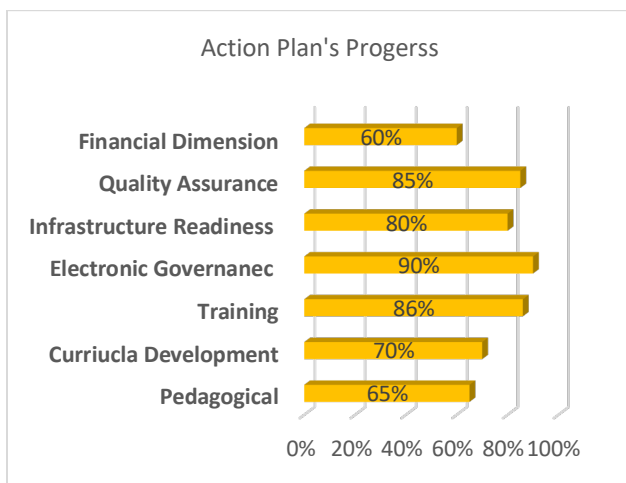 Action Plan's Progerss
Financial Dimension 60%
Quality Assurance 85%
Infrastructure Readiness 80%
Electronic Governanec 90%
Training 86%
Curriucla Development 70%
Pedagogical 65%
0% 20% 40% 60% 80% 100%